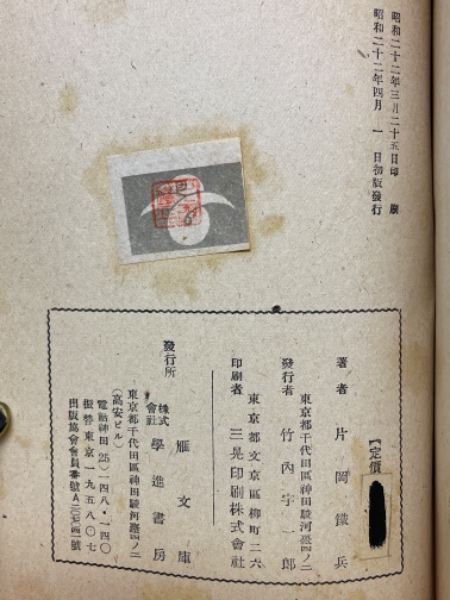 昭和二十二年三月二十五日印刷
昭和二十二年四月一日初版發行
【定價
著者 片岡鐵兵
東京都千代田區神田駿河臺四ノ二
發行者 竹內宇一郎
東京都文京區柳町二六
印刷者 三晃印刷株式會社
發行所 雁文庫
株式會社 學進書房
東京都千代田區神田駿河臺四ノ二
(高安ビル)
電話神田(25)一四八・一四〇
振替東京一九五八〇七
出版協會會員番號